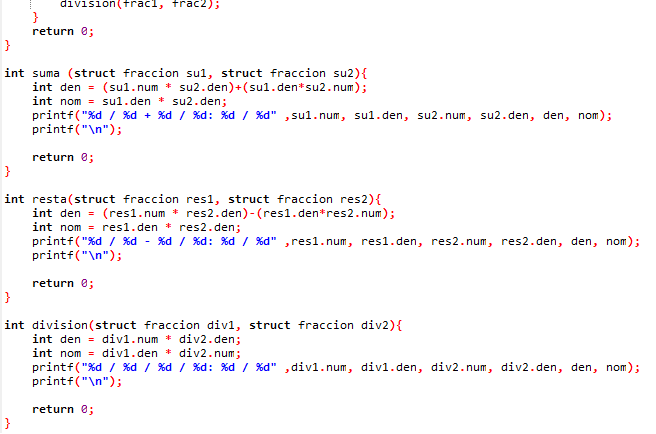 division(frac1, frac2);
}
return 0;
}
int suma (struct fraccion su1, struct fraccion su2){
int den = (su1.num * su2.den)+(su1.den*su2.num);
int nom = su1.den * su2.den;
printf("%d / %d + %d / %d: %d / %d" ,su1.num, su1.den, su2.num, su2.den, den, nom);
printf("\n");
return 0;
}
int resta(struct fraccion res1, struct fraccion res2){
int den = (res1.num * res2.den)-(res1.den*res2.num);
int nom = res1.den * res2.den;
printf("%d / %d - %d / %d: %d / %d" ,res1.num, res1.den, res2.num, res2.den, den, nom);
printf("\n");
return 0;
}
int division(struct fraccion div1, struct fraccion div2){
int den = div1.num * div2.den;
int nom = div1.den * div2.num;
printf("%d / %d / %d / %d: %d / %d" ,div1.num, div1.den, div2.num, div2.den, den, nom);
printf("\n");
return 0;
}